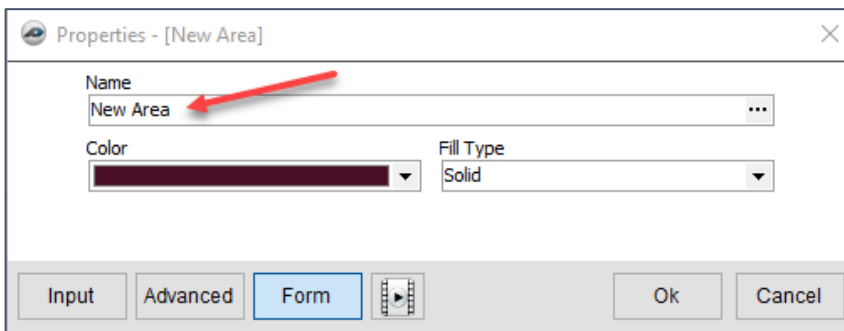 Properties - [New Area]
Name
New Area
Color Fill Type
Solid
Input Advanced Form Ok Cancel